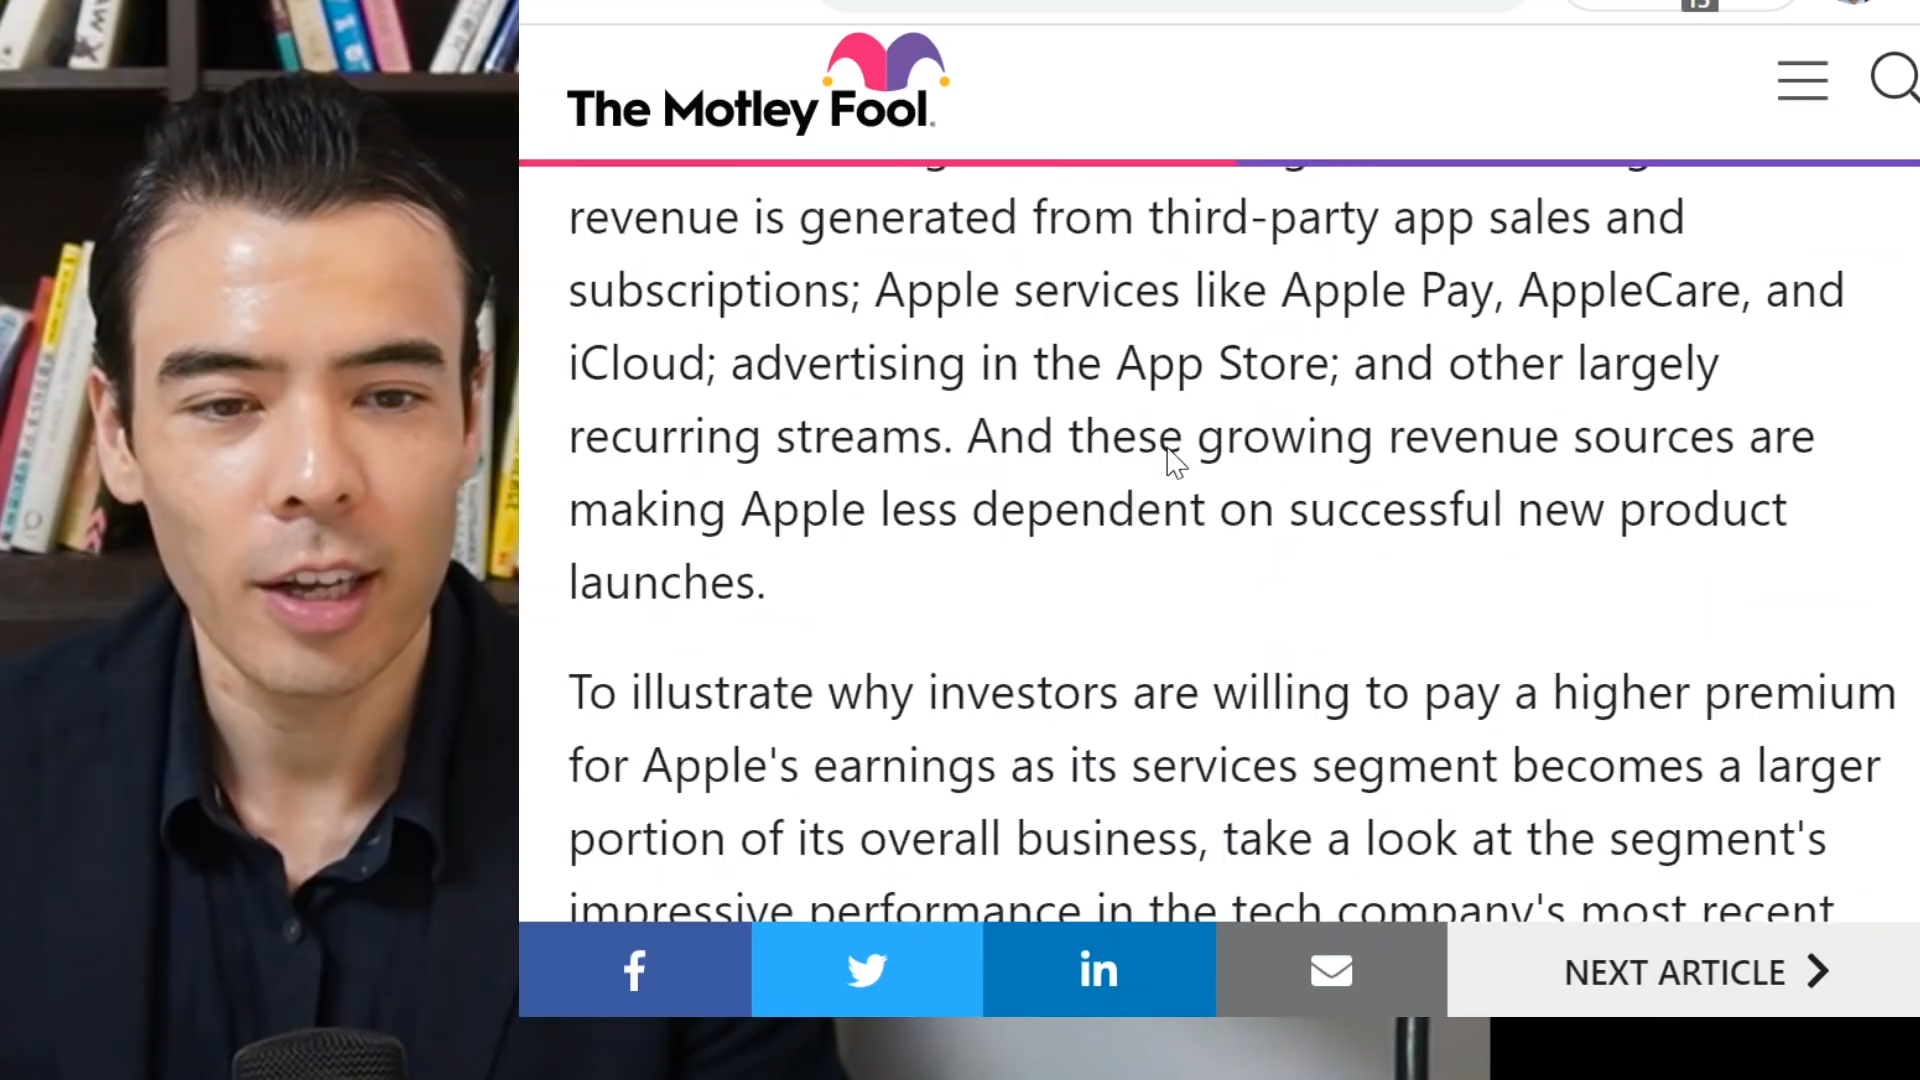 The Motley Fool.
revenue is generated from third-party app sales and
subscriptions; Apple services like Apple Pay, AppleCare, and
iCloud; advertising in the App Store; and other largely
recurring streams. And these growing revenue sources are
making Apple less dependent on successful new product
launches.
To illustrate why investors are willing to pay a higher premium
for Apple's earnings as its services segment becomes a larger
portion of its overall business, take a look at the segment's
impressive performance in the tech company's most recent
f
in
NEXT ARTICLE